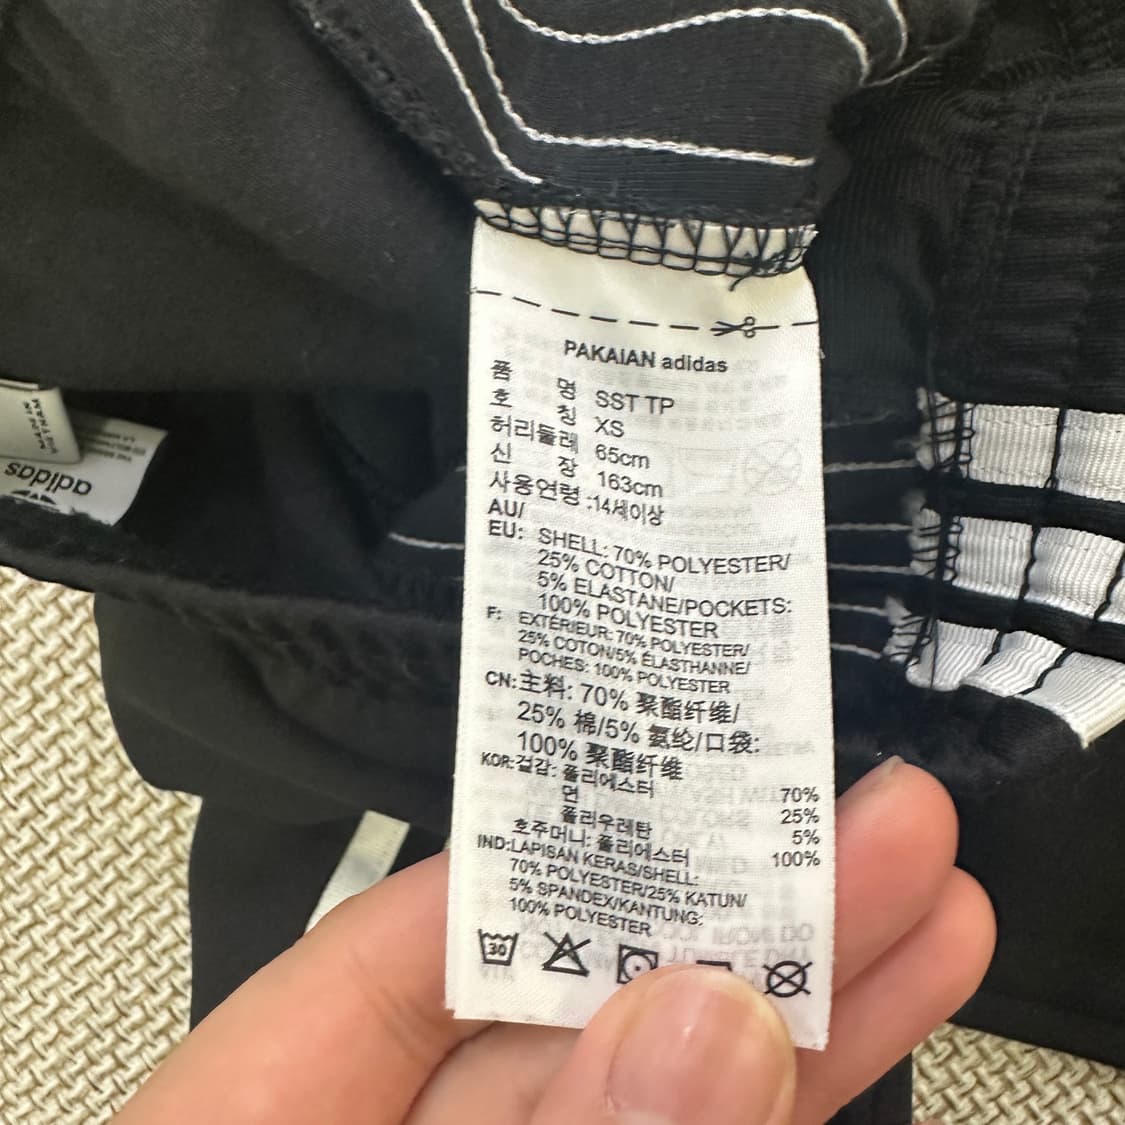 PAKAIAN adidas
품 명 SST TP
호 칭 XS
허리둘레 65cm
신 장 163cm
사용연령 :14세이상
AU/
EU: SHELL: 70% POLYESTER/
25% COTTON/
5% ELASTANE/POCKETS:
100% POLYESTER
F: EXTÉRIEUR: 70% POLYESTER/
25% COTON/5% ÉLASTHANNE/
POCHES: 100% POLYESTER
CN: 主料: 70% 聚酯纤维/
25% 棉/5% 氨纶/口袋:
100% 聚酯纤维
KOR: 겉감: 폴리에스터 70%
면 25%
폴리우레탄 5%
호주머니: 폴리에스터 100%
IND: LAPISAN KERAS/SHELL:
70% POLYESTER/25% KATUN/
5% SPANDEX/KANTUNG:
100% POLYESTER
30
MADE IN
VIETNAM
adidas